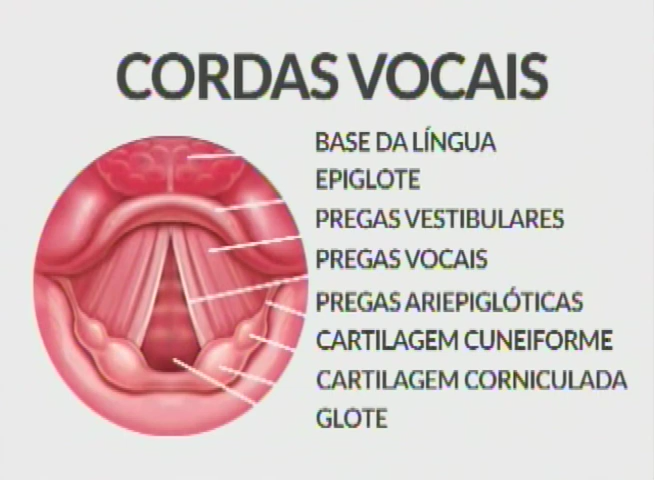 CORDAS VOCAIS
BASE DA LÍNGUA
EPIGLOTE
PREGAS VESTIBULARES
PREGAS VOCAIS
PREGAS ARIEPIGLÓTICAS
CARTILAGEM CUNEIFORME
CARTILAGEM CORNICULADA
GLOTE